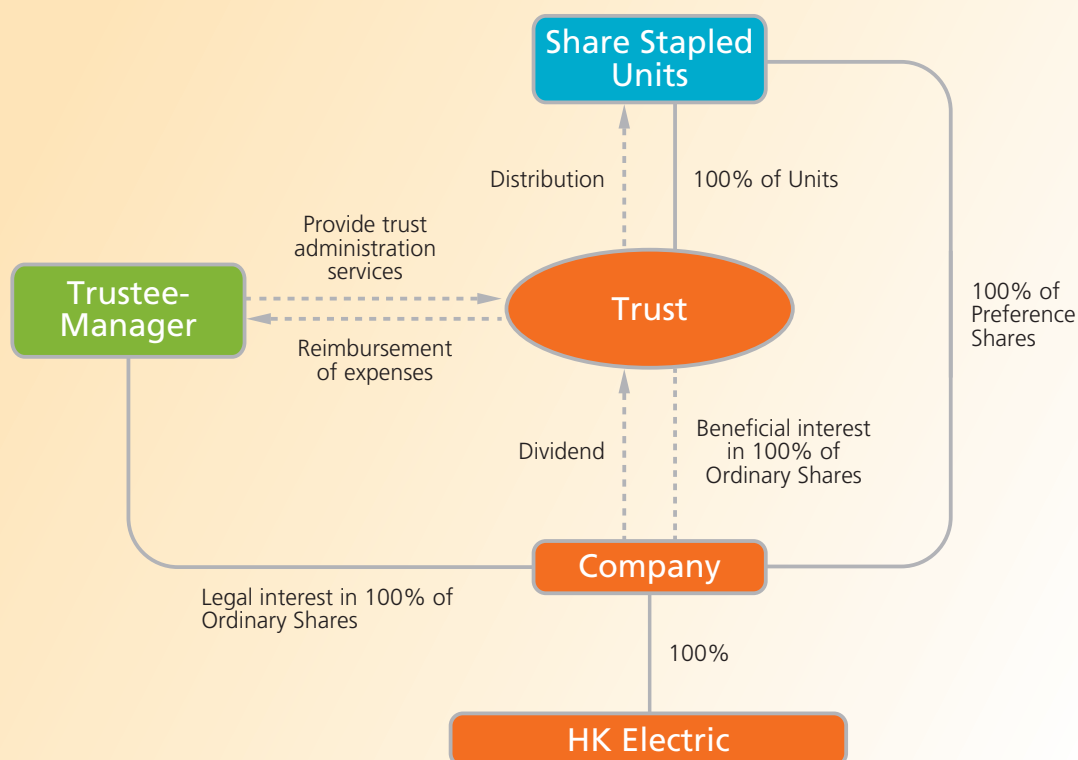 Share Stapled
Units
Distribution
100% of Units
Provide trust
administration
services
Trustee-
Manager
Trust
100% of
Preference
Shares
Reimbursement
of expenses
Dividend
Beneficial interest
in 100% of
Ordinary Shares
Company
Legal interest in 100% of
Ordinary Shares
100%
HK Electric